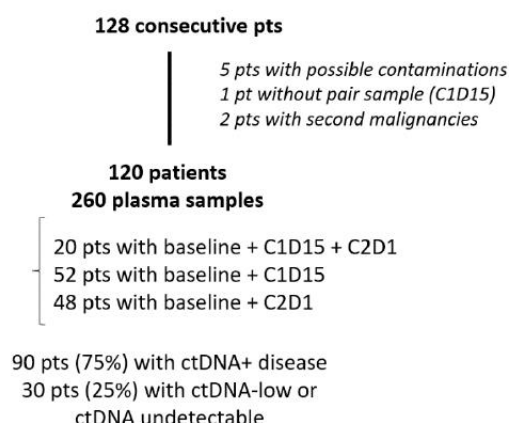 128 consecutive pts
5 pts with possible contaminations
1 pt without pair sample (C1D15)
2 pts with second malignancies
120 patients
260 plasma samples
20 pts with baseline + C1D15 + C2D1
52 pts with baseline + C1D15
48 pts with baseline + C2D1
90 pts (75%) with ctDNA+ disease
30 pts (25%) with ctDNA-low or
ctDNA undetectable